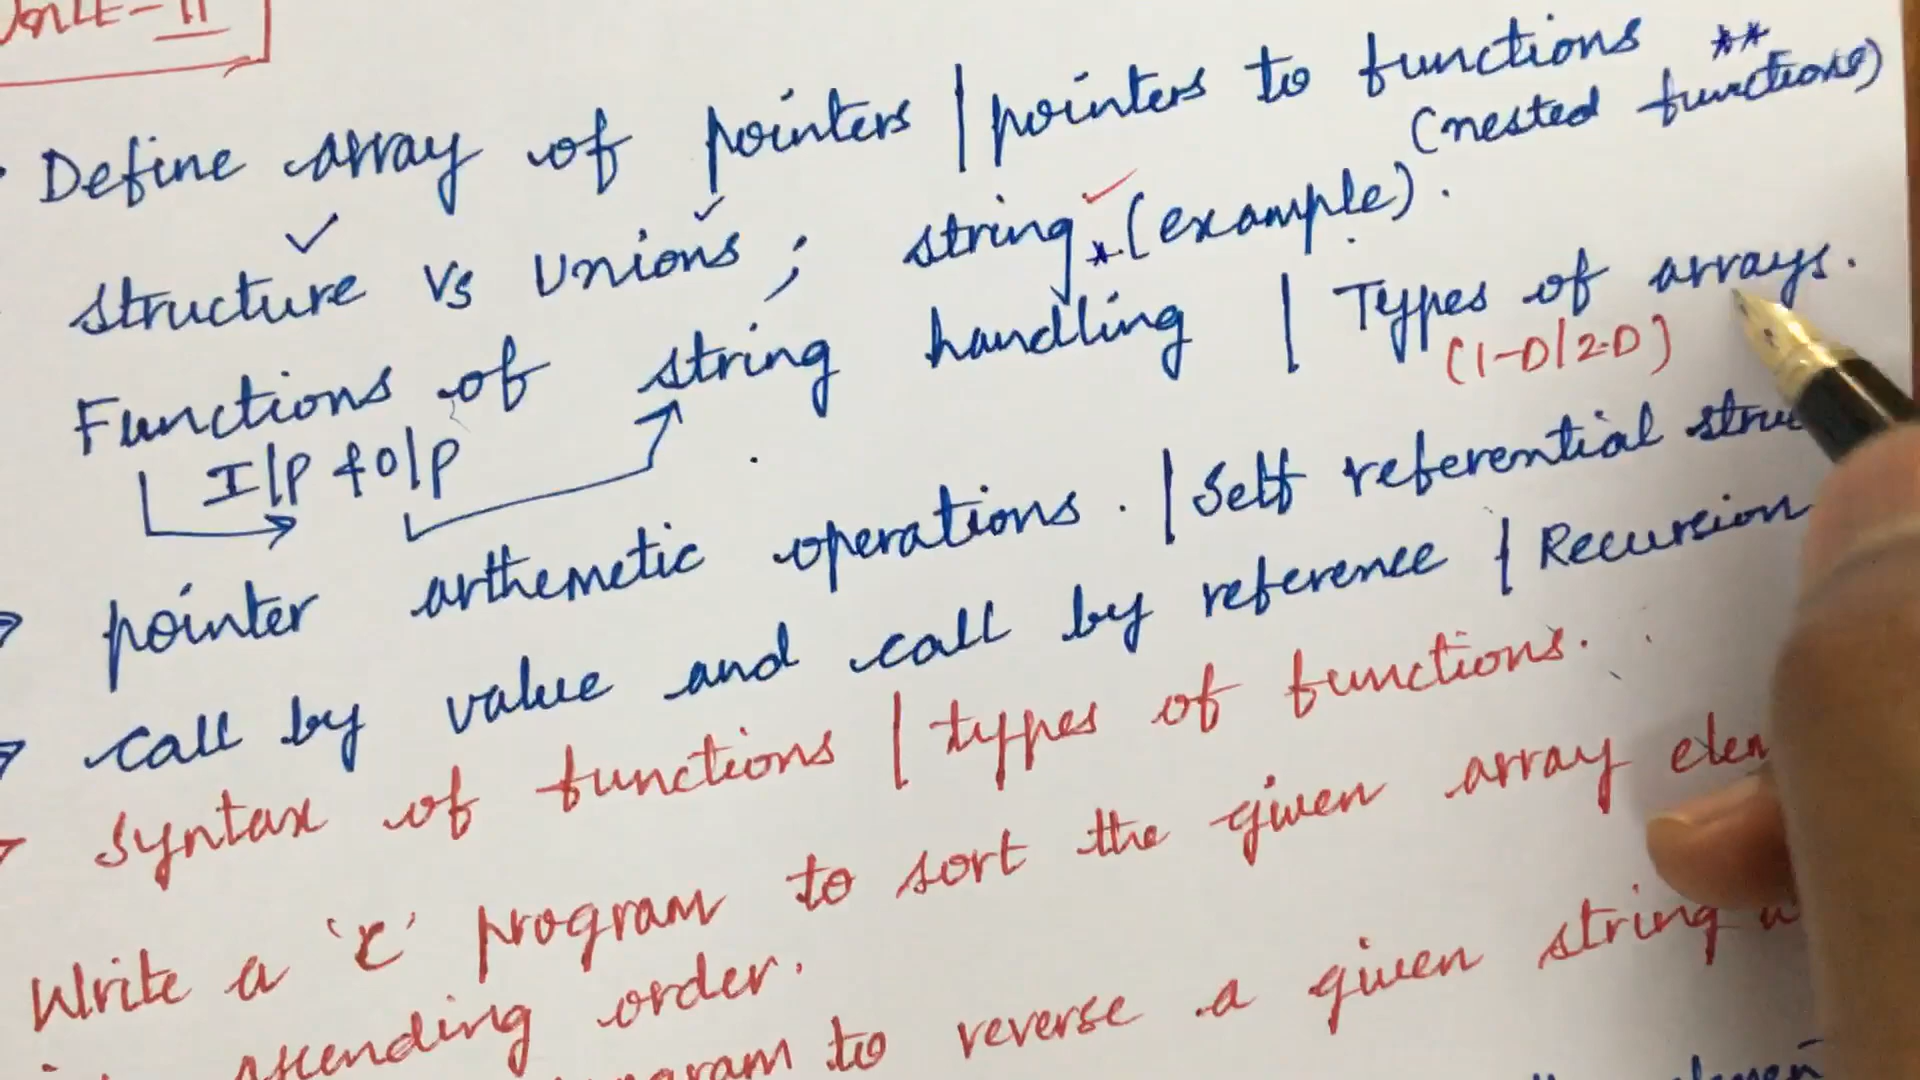 Unit-II
Define array of pointers | pointers to functions **
(nested functions)
structure vs Unions ; string * (example).
Functions of string handling | Types of arrays.
(1-D/2-D)
I/p & o/p
pointer arthemetic operations. | Self referential
call by value and call by reference | Recursion
syntax of functions | types of functions.
Write a 'C' program to sort the given array
ascending order.
to reverse a given string